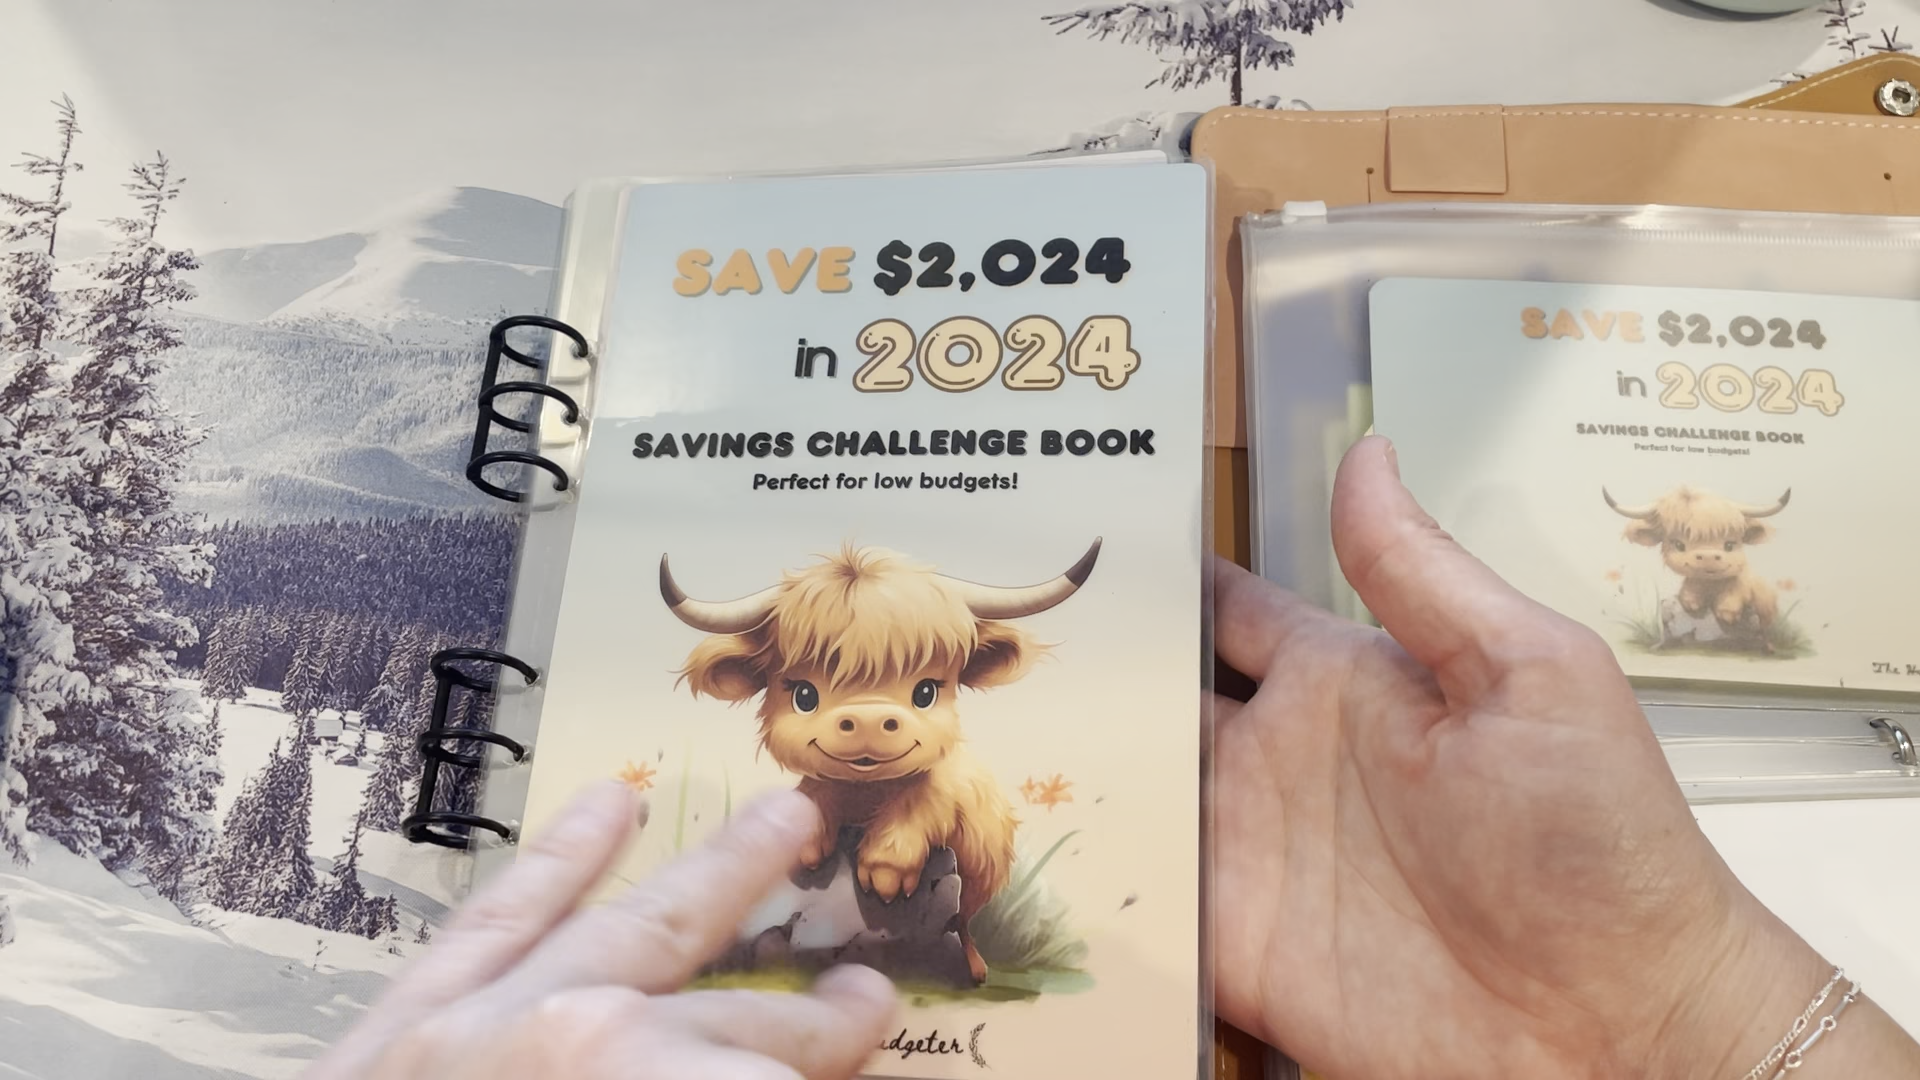 SAVE $2,024
in 2024
SAVINGS CHALLENGE BOOK
Perfect for low budgets!
SAVE $2,024
in 2024
SAVINGS CHALLENGE BOOK
Perfect for low budgets!
The